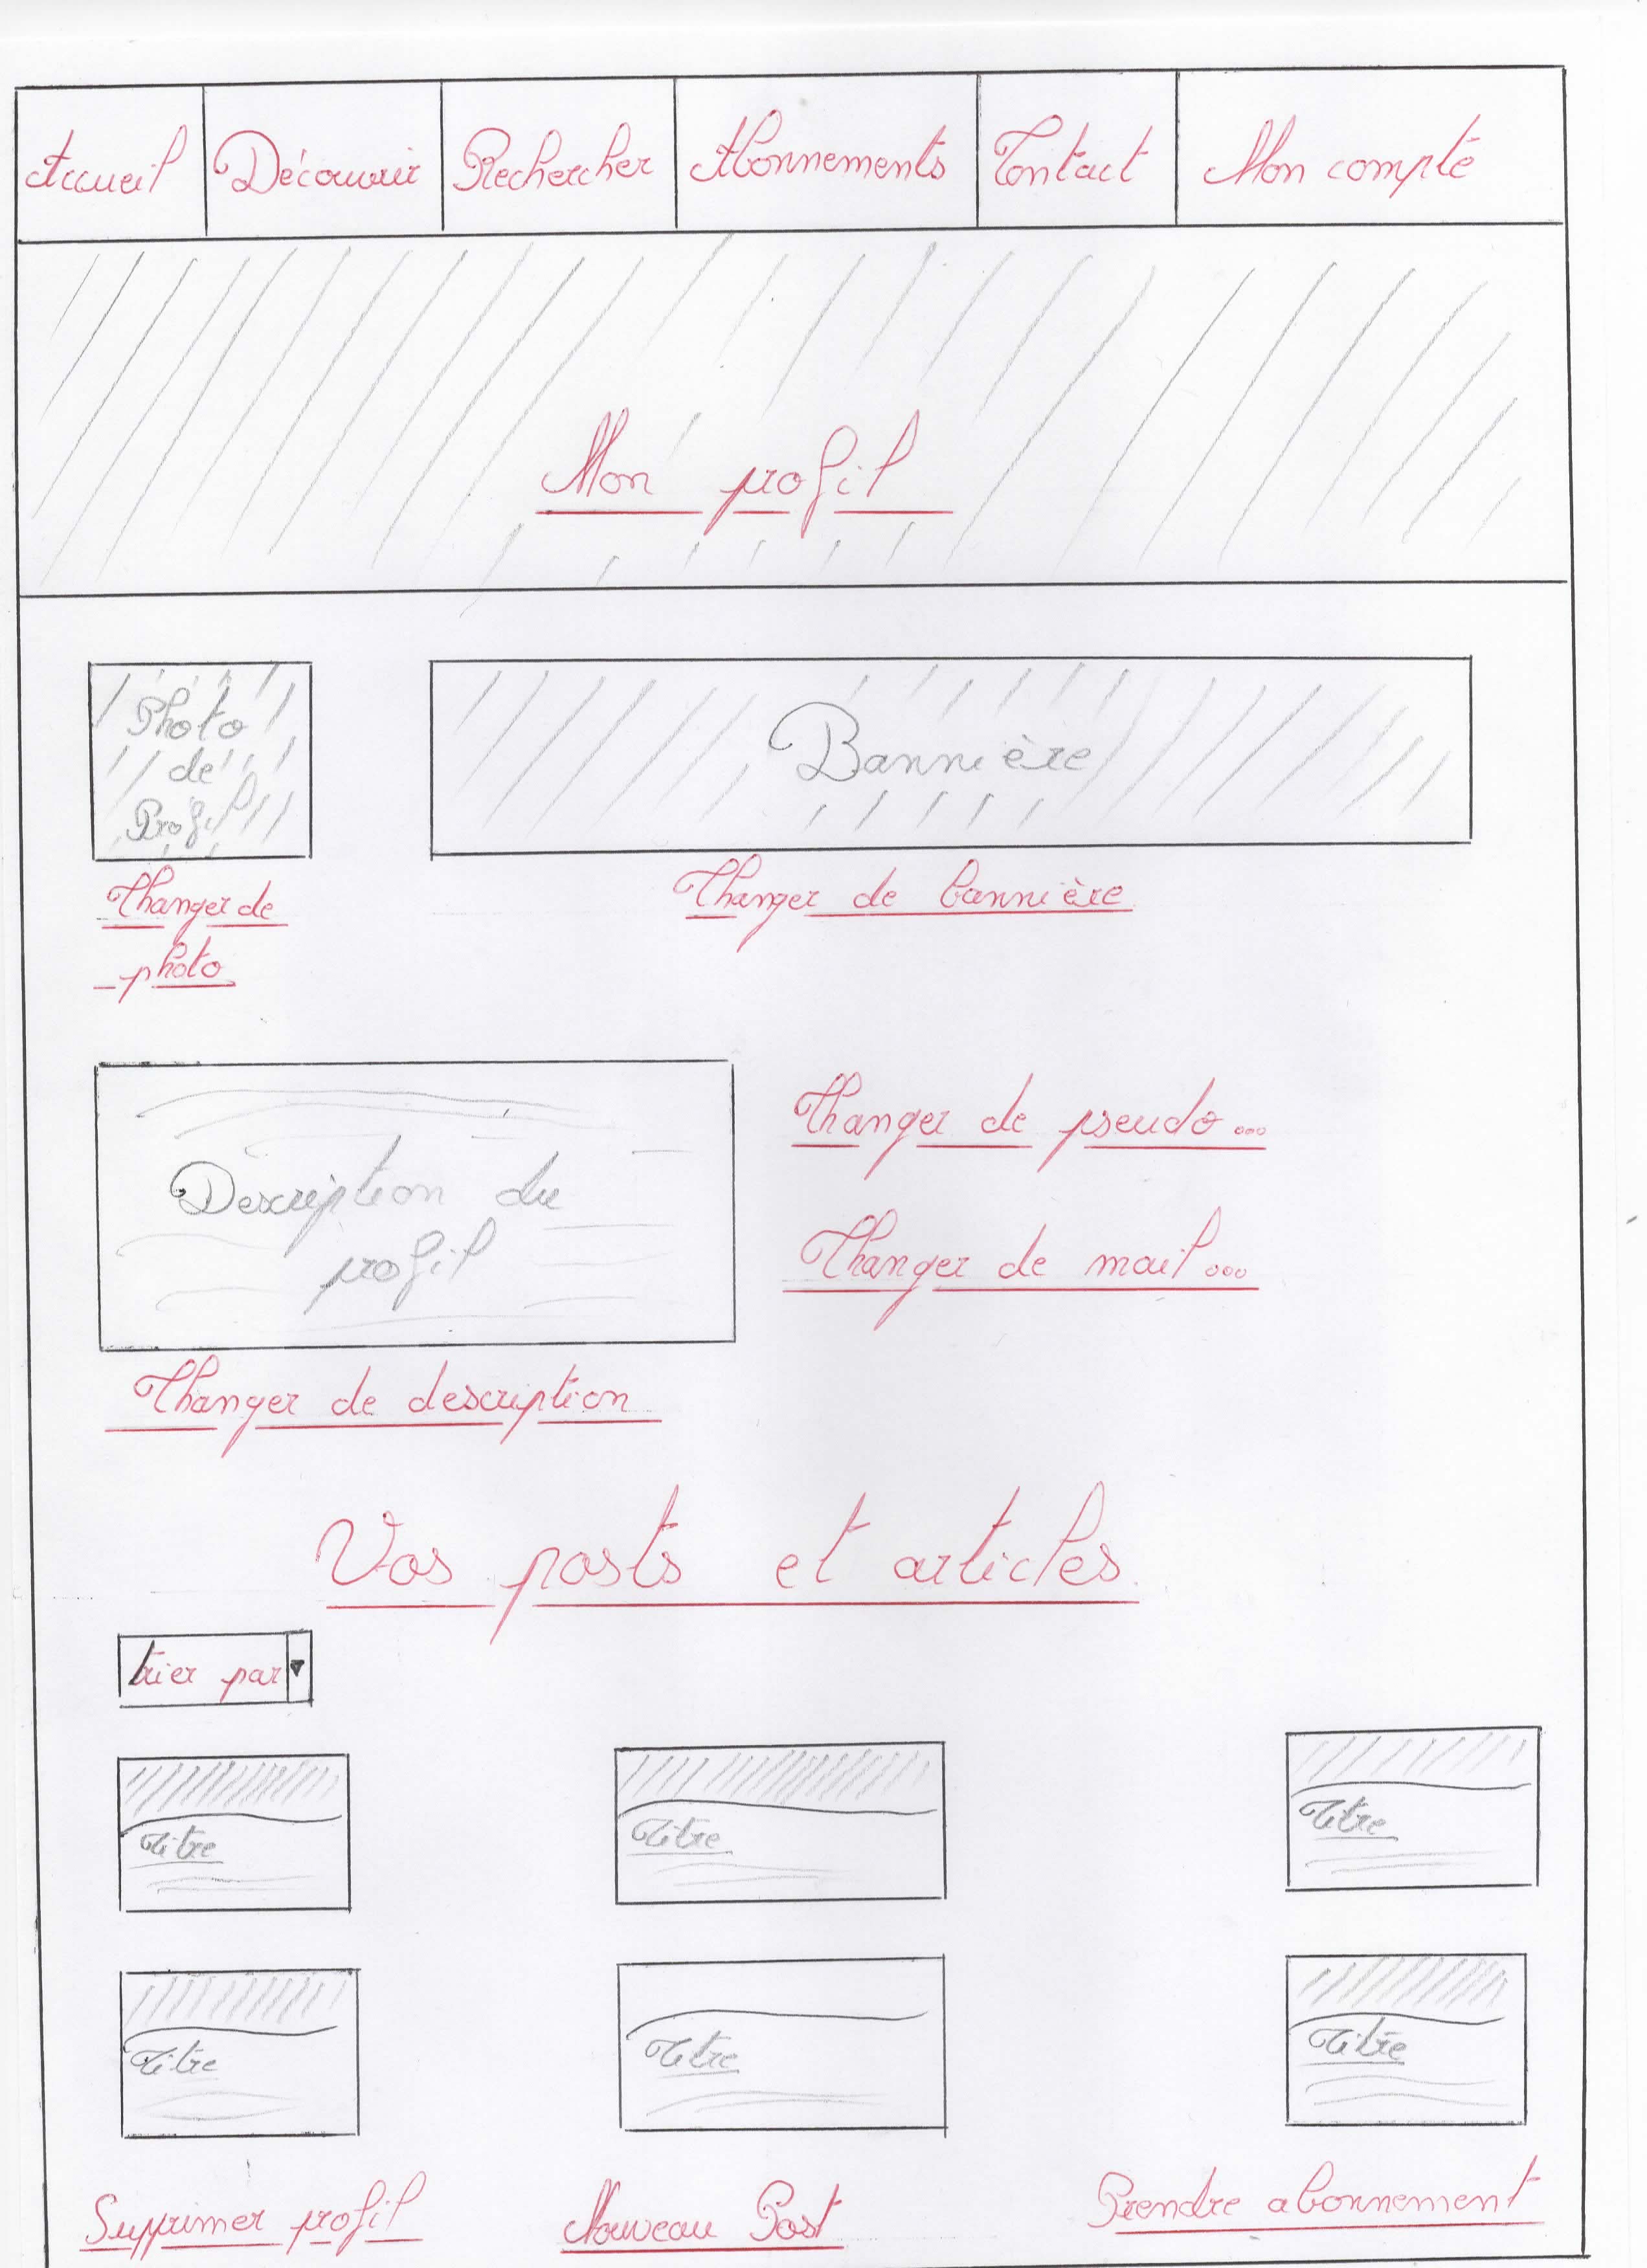 Accueil Découvrir Rechercher Abonnements Contact Mon compte
Mon profil
Photo
de
Profil
Bannière
Changer de
photo
Changer de bannière
Description du
profil
Changer de pseudo...
Changer de mail...
Changer de description
Vos posts et articles
trier par
Titre Titre Titre
Titre Titre Titre
Supprimer profil Nouveau Post Prendre abonnement